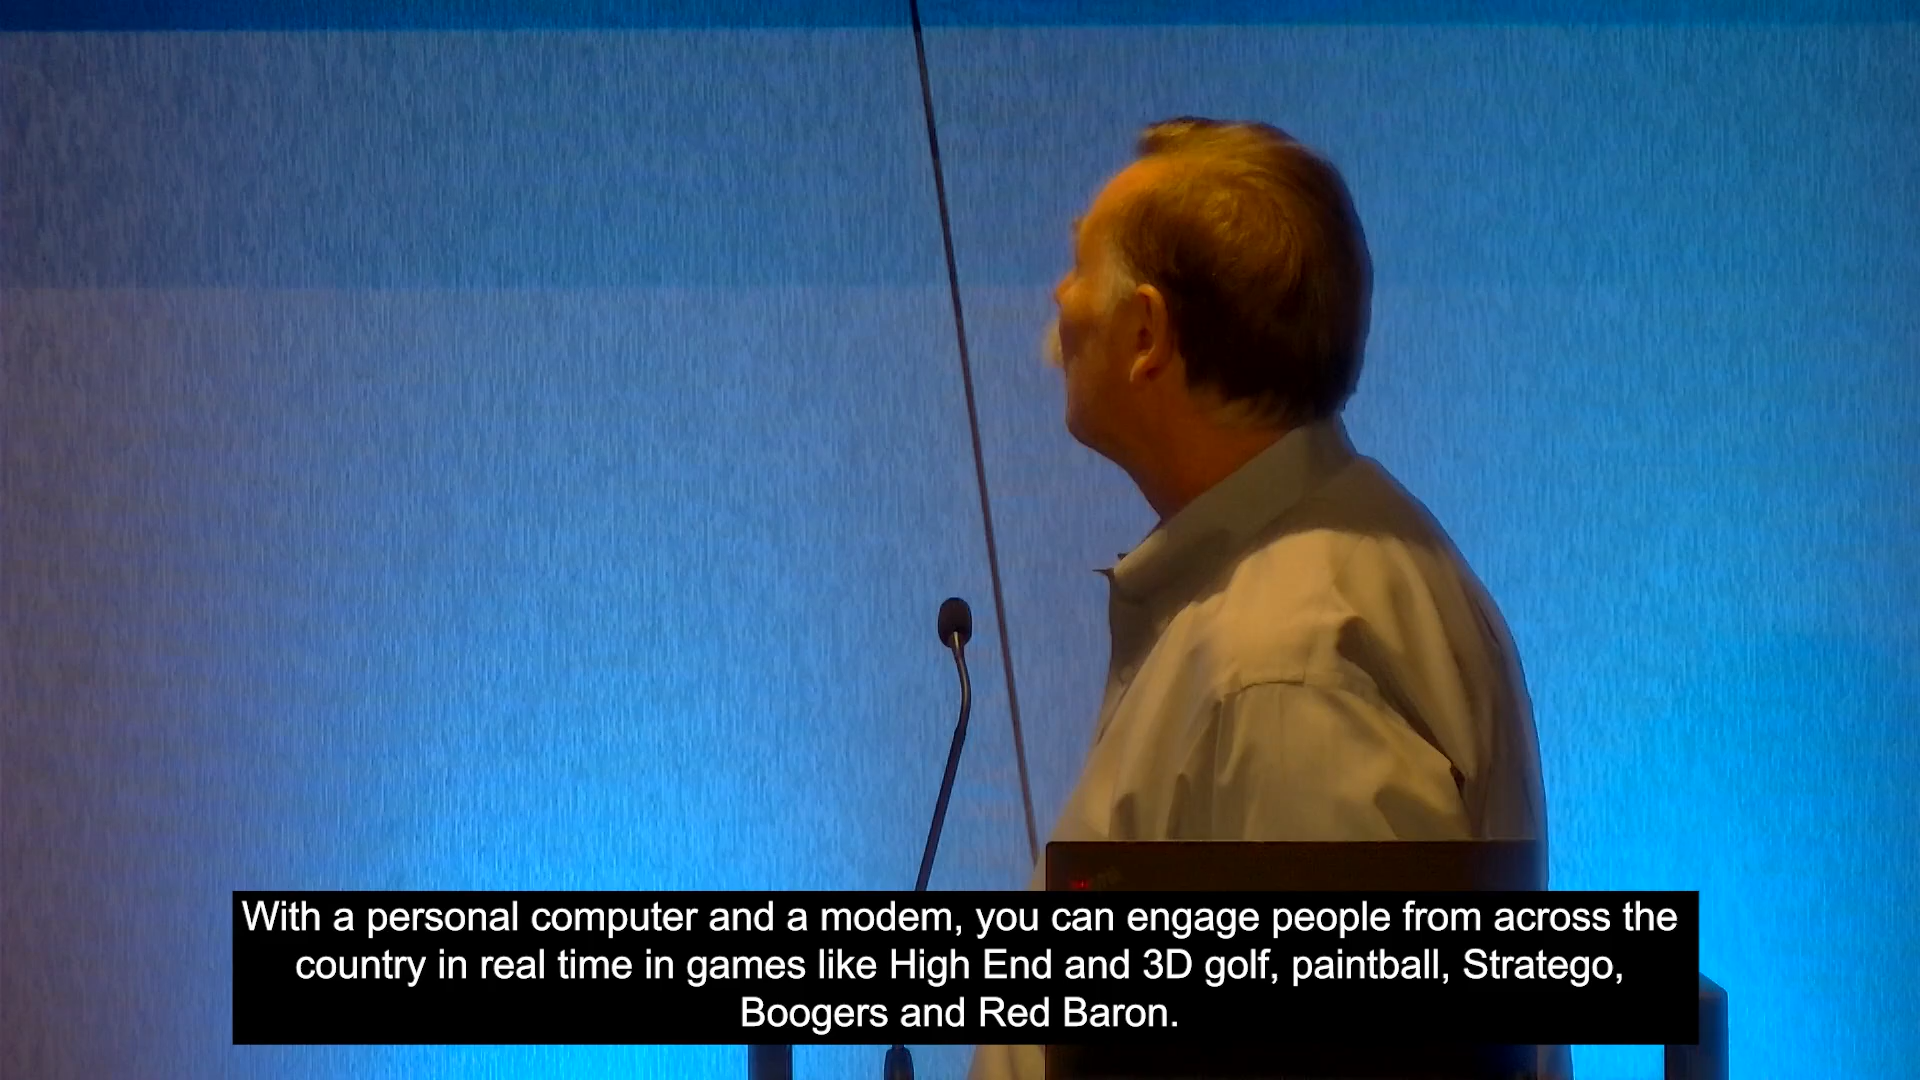 With a personal computer and a modem, you can engage people from across the
country in real time in games like High End and 3D golf, paintball, Stratego,
Boogers and Red Baron.